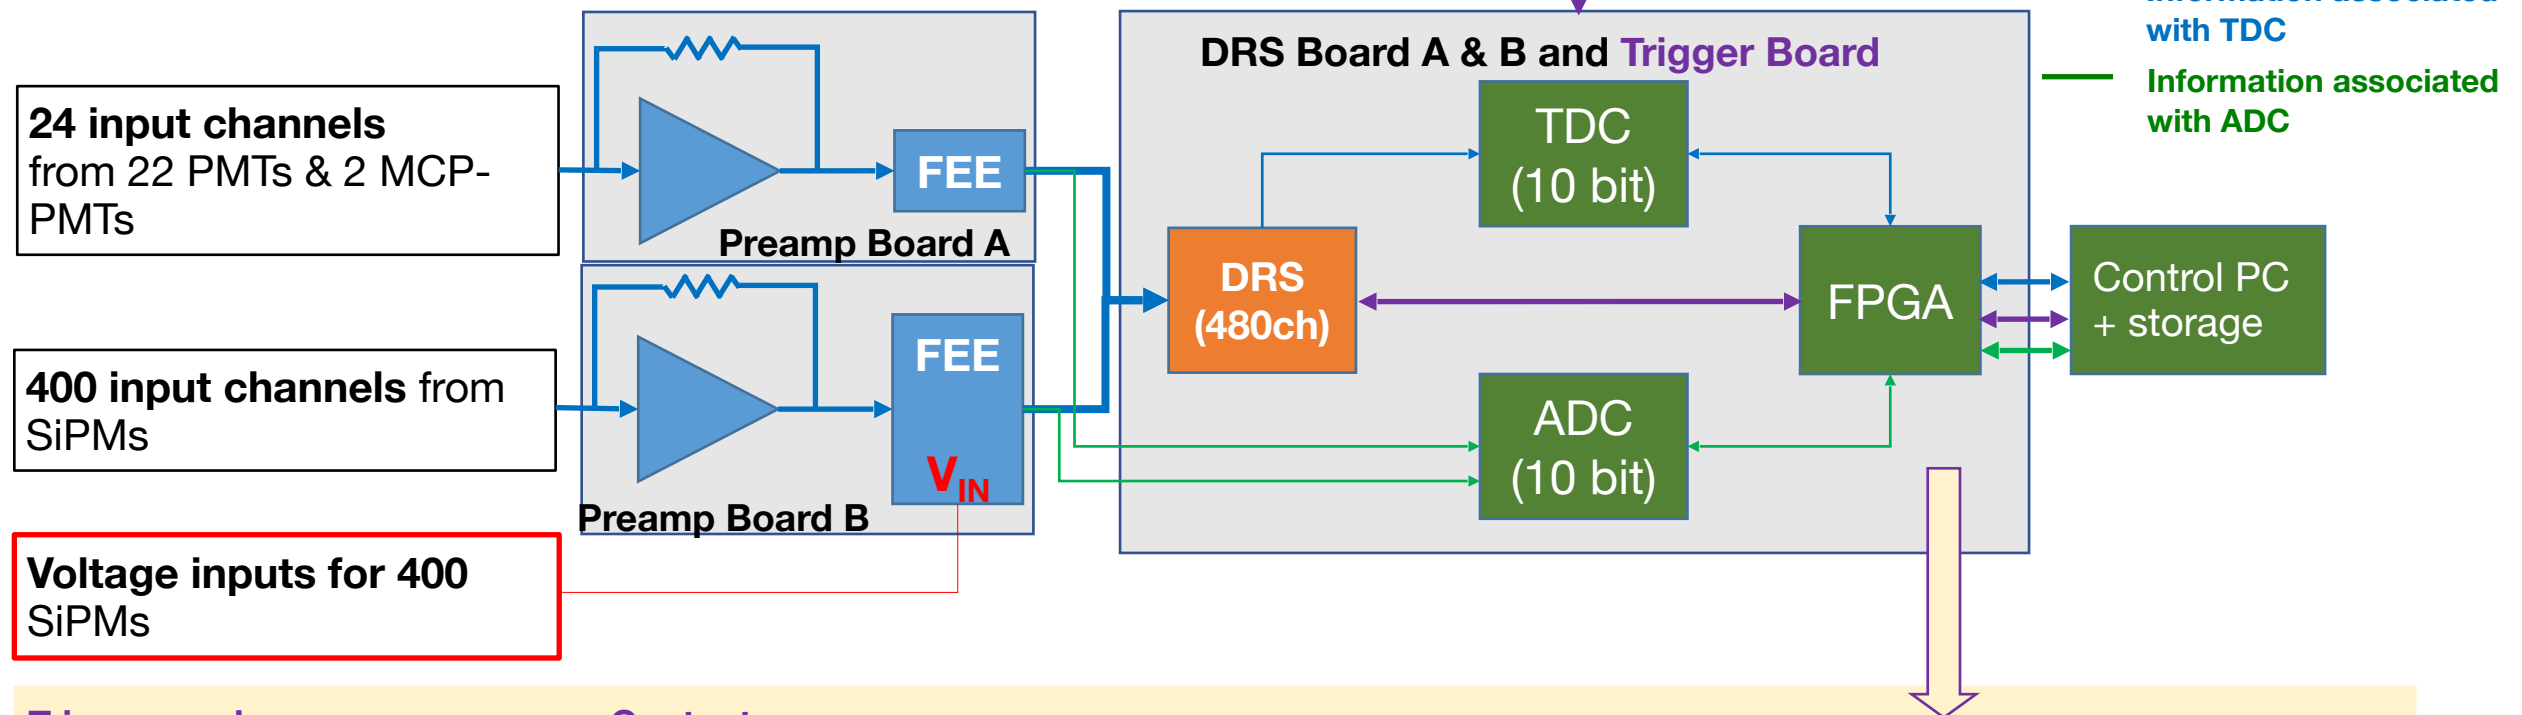 with TDC
Information associated
with ADC
DRS Board A & B and Trigger Board
24 input channels
from 22 PMTs & 2 MCP-
PMTs
FEE
Preamp Board A
TDC
(10 bit)
DRS
(480ch)
FPGA
Control PC
+ storage
400 input channels from
SiPMs
FEE
VIN
Preamp Board B
ADC
(10 bit)
Voltage inputs for 400
SiPMs